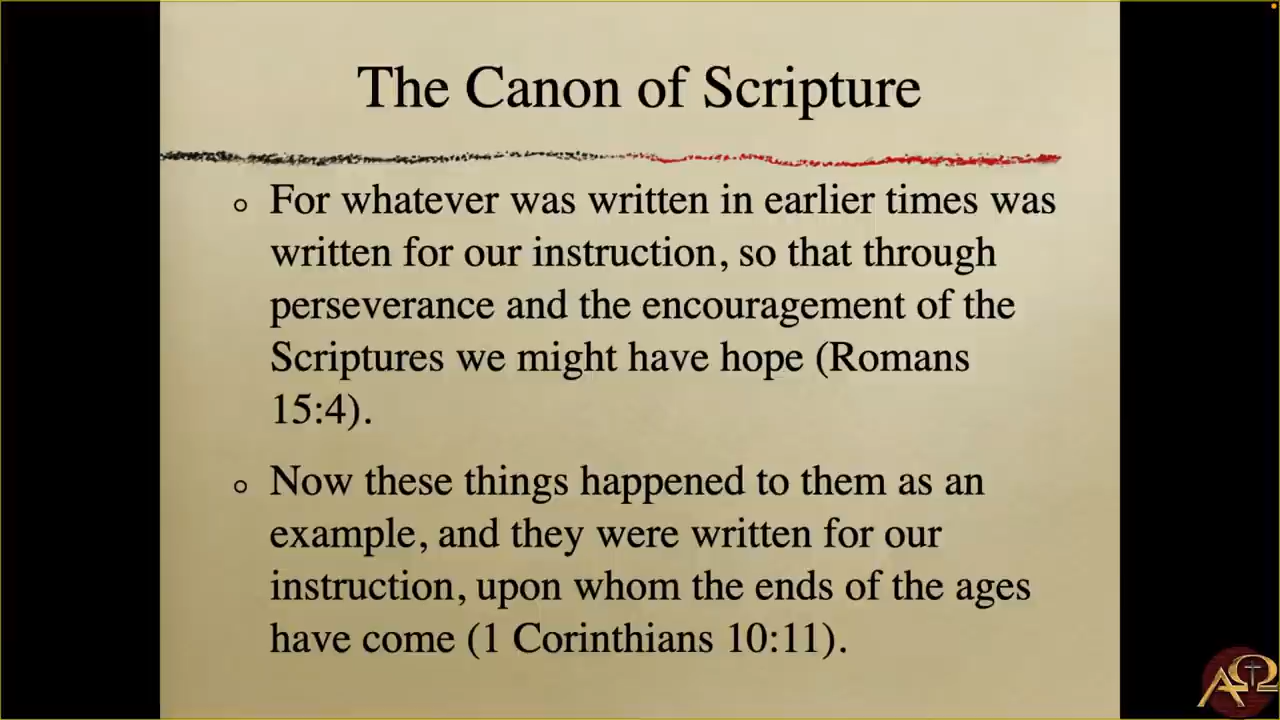 The Canon of Scripture
For whatever was written in earlier times was
written for our instruction, so that through
perseverance and the encouragement of the
Scriptures we might have hope (Romans
15:4).
Now these things happened to them as an
example, and they were written for our
instruction, upon whom the ends of the ages
have come (1 Corinthians 10:11).
ΑΩ